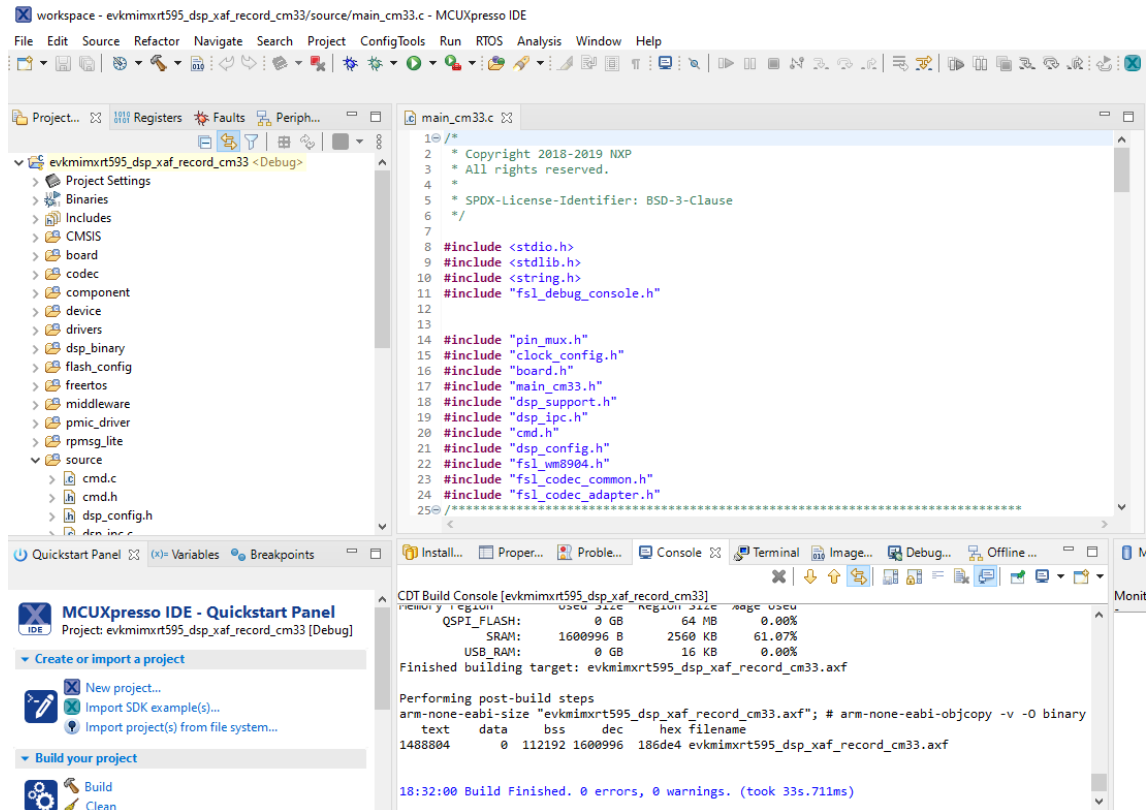 workspace - evkmimxrt595_dsp_xaf_record_cm33/source/main_cm33.c - MCUXpresso IDE
File Edit Source Refactor Navigate Search Project ConfigTools Run RTOS Analysis Window Help
Project... Registers Faults Periph...
evkmimxrt595_dsp_xaf_record_cm33 <Debug>
Project Settings
Binaries
Includes
CMSIS
board
codec
component
device
drivers
dsp_binary
flash_config
freertos
middleware
pmic_driver
rpmsg_lite
source
cmd.c
cmd.h
dsp_config.h
dsp_ipc.c
main_cm33.c
1 /*
2 * Copyright 2018-2019 NXP
3 * All rights reserved.
4 *
5 * SPDX-License-Identifier: BSD-3-Clause
6 */
7
8 #include <stdio.h>
9 #include <stdlib.h>
10 #include <string.h>
11 #include "fsl_debug_console.h"
12
13
14 #include "pin_mux.h"
15 #include "clock_config.h"
16 #include "board.h"
17 #include "main_cm33.h"
18 #include "dsp_support.h"
19 #include "dsp_ipc.h"
20 #include "cmd.h"
21 #include "dsp_config.h"
22 #include "fsl_wm8904.h"
23 #include "fsl_codec_common.h"
24 #include "fsl_codec_adapter.h"
25 /*******************************************************************************
Quickstart Panel (x)= Variables Breakpoints
MCUXpresso IDE - Quickstart Panel
IDE
Project: evkmimxrt595_dsp_xaf_record_cm33 [Debug]
Create or import a project
New project...
Import SDK example(s)...
Import project(s) from file system...
Build your project
Build
Clean
Install... Proper... Proble... Console Terminal Image... Debug... Offline ... M
CDT Build Console [evkmimxrt595_dsp_xaf_record_cm33]
Monit
Memory region Used Size Region Size %age Used
QSPI_FLASH: 0 GB 64 MB 0.00%
SRAM: 1600996 B 2560 KB 61.07%
USB_RAM: 0 GB 16 KB 0.00%
Finished building target: evkmimxrt595_dsp_xaf_record_cm33.axf
Performing post-build steps
arm-none-eabi-size "evkmimxrt595_dsp_xaf_record_cm33.axf"; # arm-none-eabi-objcopy -v -O binary
text data bss dec hex filename
1488804 0 112192 1600996 186de4 evkmimxrt595_dsp_xaf_record_cm33.axf
18:32:00 Build Finished. 0 errors, 0 warnings. (took 33s.711ms)